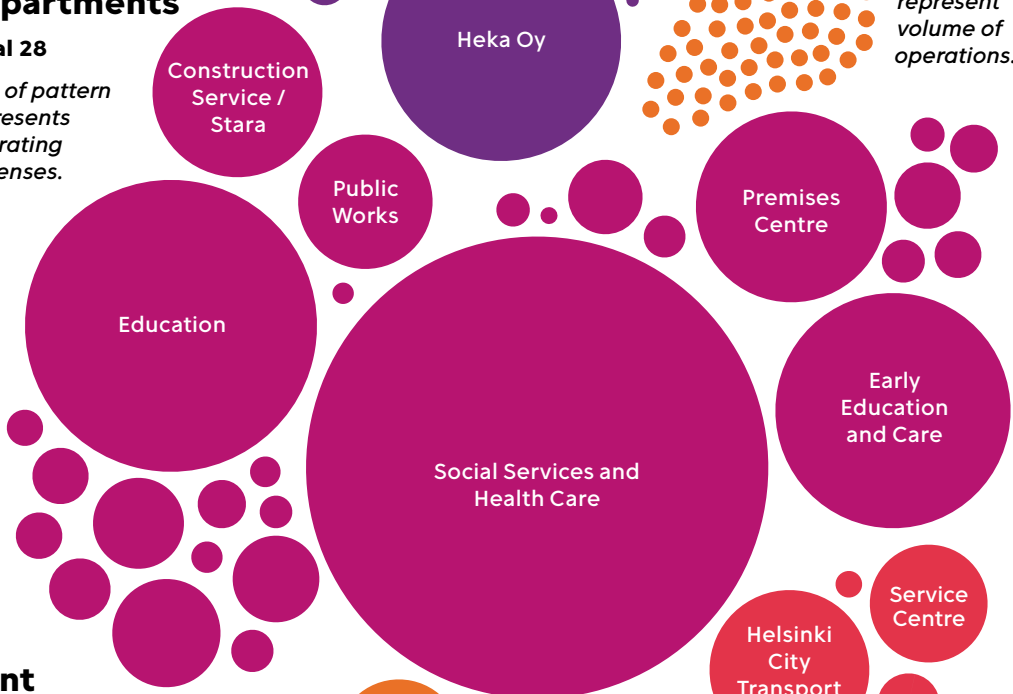 partments
al 28
of pattern
resents
rating
enses.
Construction
Service /
Stara
Heka Oy
represent
volume of
operations.
Public
Works
Premises
Centre
Education
Early
Education
and Care
Social Services and
Health Care
Service
Centre
Helsinki
City
Transport
nt